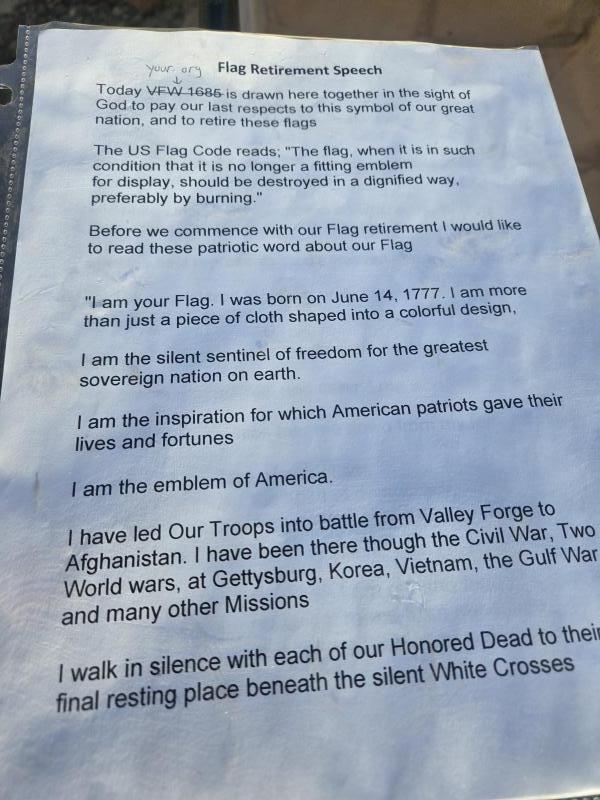 your org
Flag Retirement Speech
Today VFW 1685 is drawn here together in the sight of
God to pay our last respects to this symbol of our great
nation, and to retire these flags
The US Flag Code reads; "The flag, when it is in such
condition that it is no longer a fitting emblem
for display, should be destroyed in a dignified way,
preferably by burning."
Before we commence with our Flag retirement I would like
to read these patriotic word about our Flag
"I am your Flag. I was born on June 14, 1777. I am more
than just a piece of cloth shaped into a colorful design,
I am the silent sentinel of freedom for the greatest
sovereign nation on earth.
I am the inspiration for which American patriots gave their
lives and fortunes
I am the emblem of America.
I have led Our Troops into battle from Valley Forge to
Afghanistan. I have been there though the Civil War, Two
World wars, at Gettysburg, Korea, Vietnam, the Gulf War
and many other Missions
I walk in silence with each of our Honored Dead to their
final resting place beneath the silent White Crosses